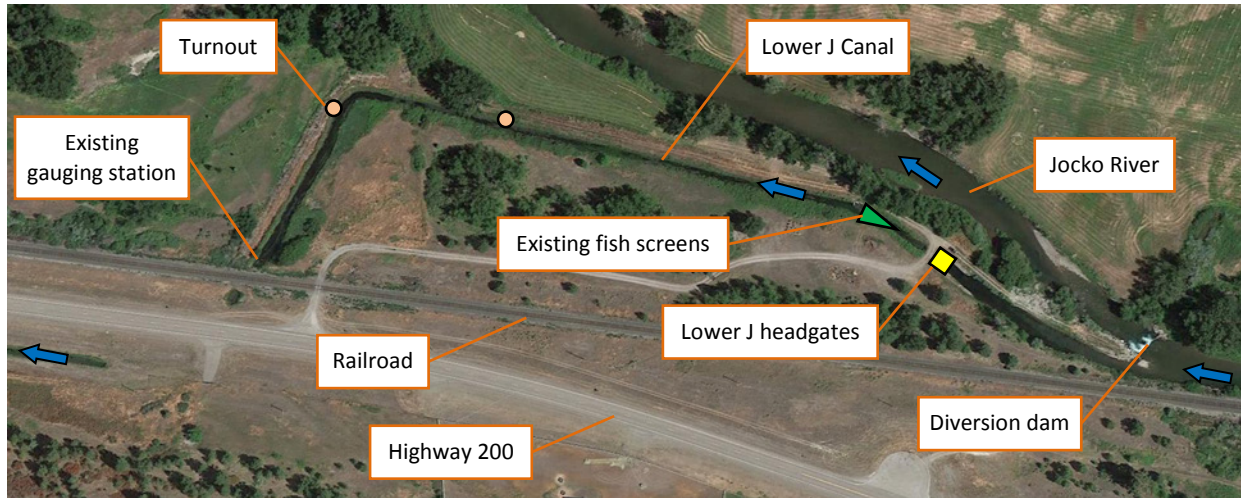 Turnout
Lower J Canal
Existing
gauging station
Jocko River
Existing fish screens
Lower J headgates
Railroad
Diversion dam
Highway 200